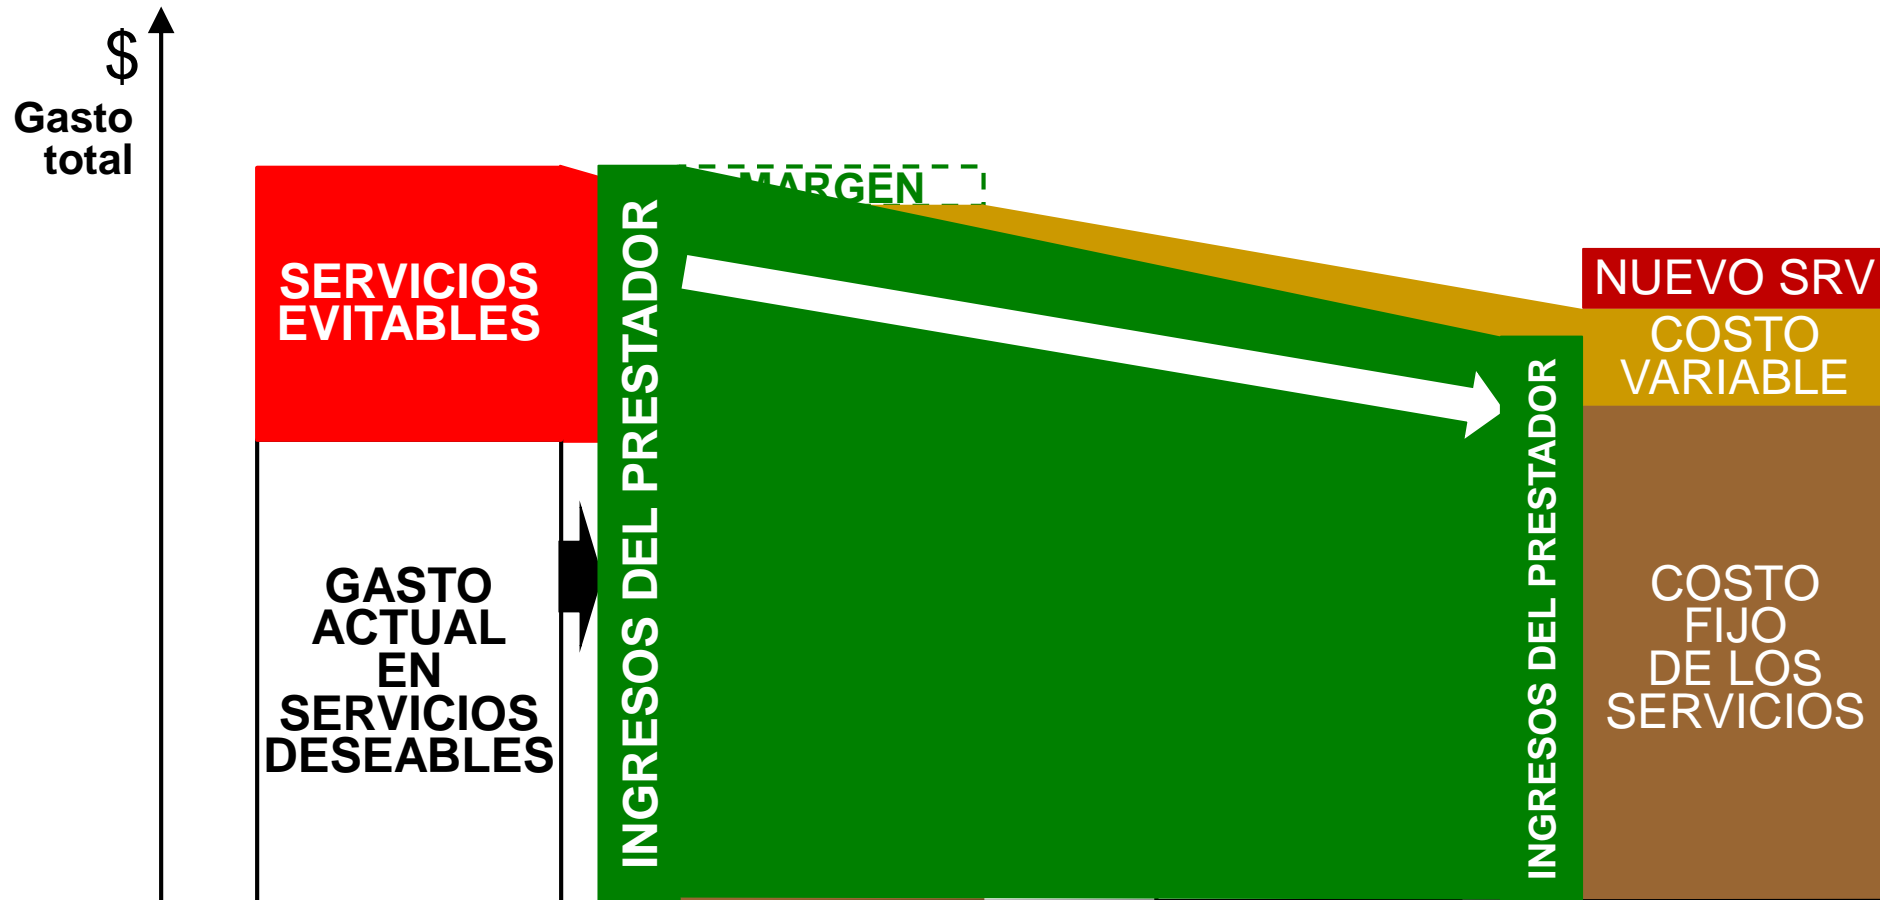 $
Gasto
total
SERVICIOS
EVITABLES
GASTO
ACTUAL
EN
SERVICIOS
DESEABLES
INGRESOS DEL PRESTADOR
MARGEN
INGRESOS DEL PRESTADOR
NUEVO SRV
COSTO
VARIABLE
COSTO
FIJO
DE LOS
SERVICIOS